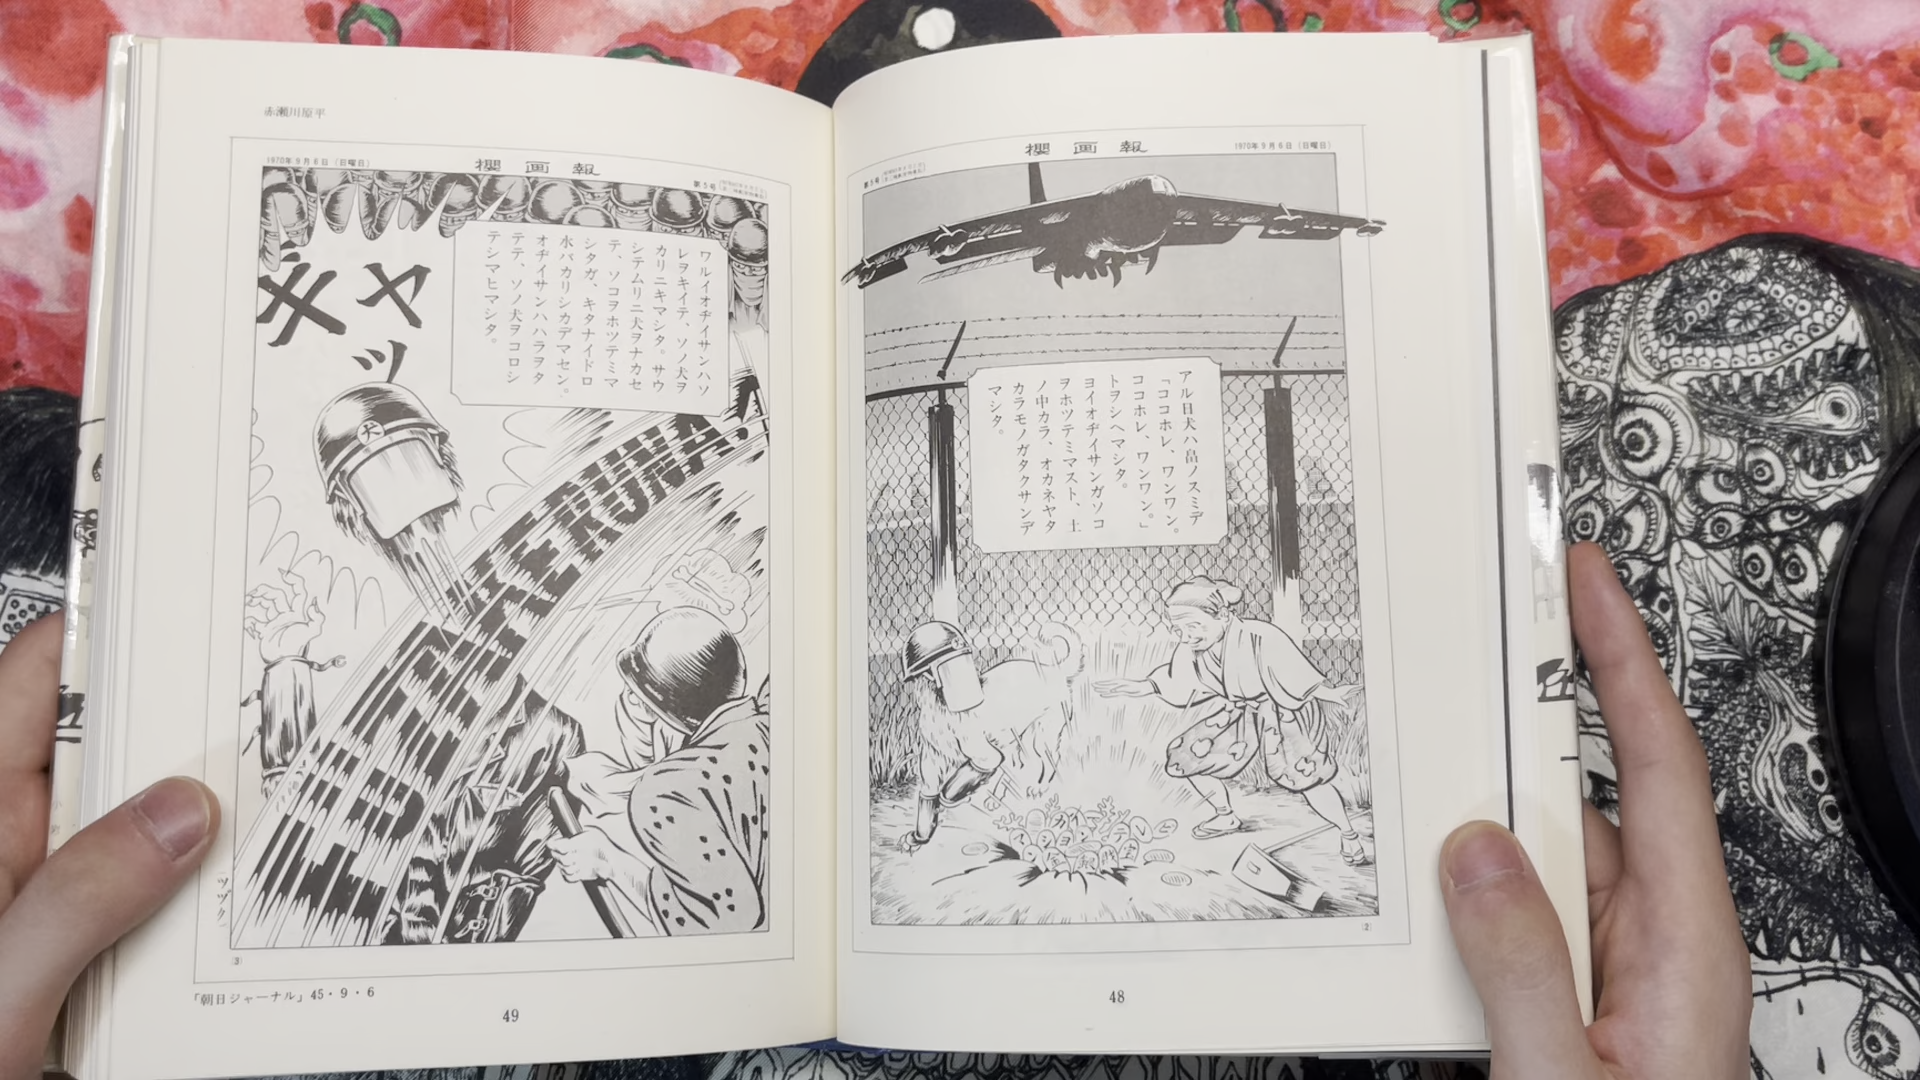 櫻画報
1970年9月6日（日曜日）
第5号
アル日犬ハ畠ノスミデ
「ココホレ、ワンワン。
ココホレ、ワンワン。」
トヲシヘマシタ。
ヨイオヂイサンガソコ
ヲホツテミマスト、土
ノ中カラ、オカネヤタ
カラモノガタクサンデ
マシタ。
(2)
48
赤瀬川原平
櫻画報
1970年9月6日（日曜日）
第5号
ワルイオヂイサンハソ
レヲキイテ、ソノ犬ヲ
カリニキマシタ。サウ
シテムリニ犬ヲナカセ
テ、ソコヲホツテミマ
シタガ、キタナイドロ
水バカリシカデマセン。
オヂイサンハハラヲタ
テテ、ソノ犬ヲコロシ
テシマヒマシタ。
ギャッ
犬
ツヅク
(3)
「朝日ジャーナル」45・9・6
49